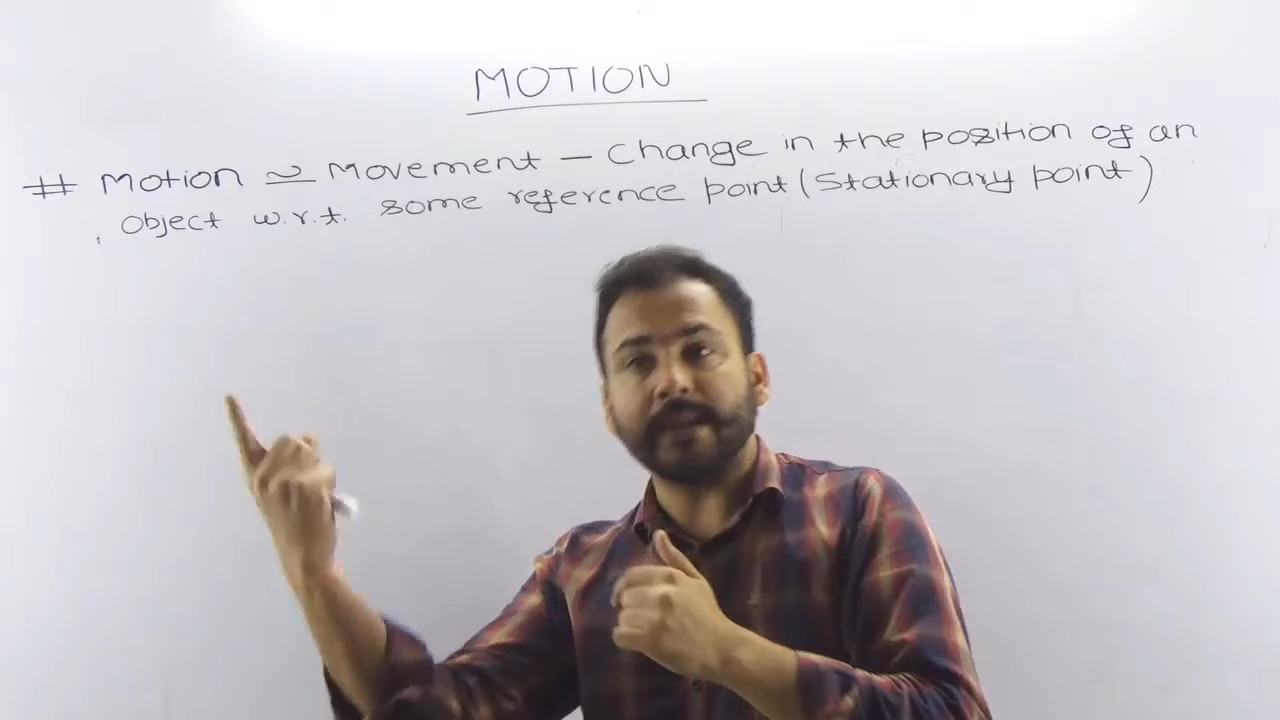 MOTION
# Motion ≃ Movement - Change in the position of an
object w.r.t. some reference point (Stationary point)